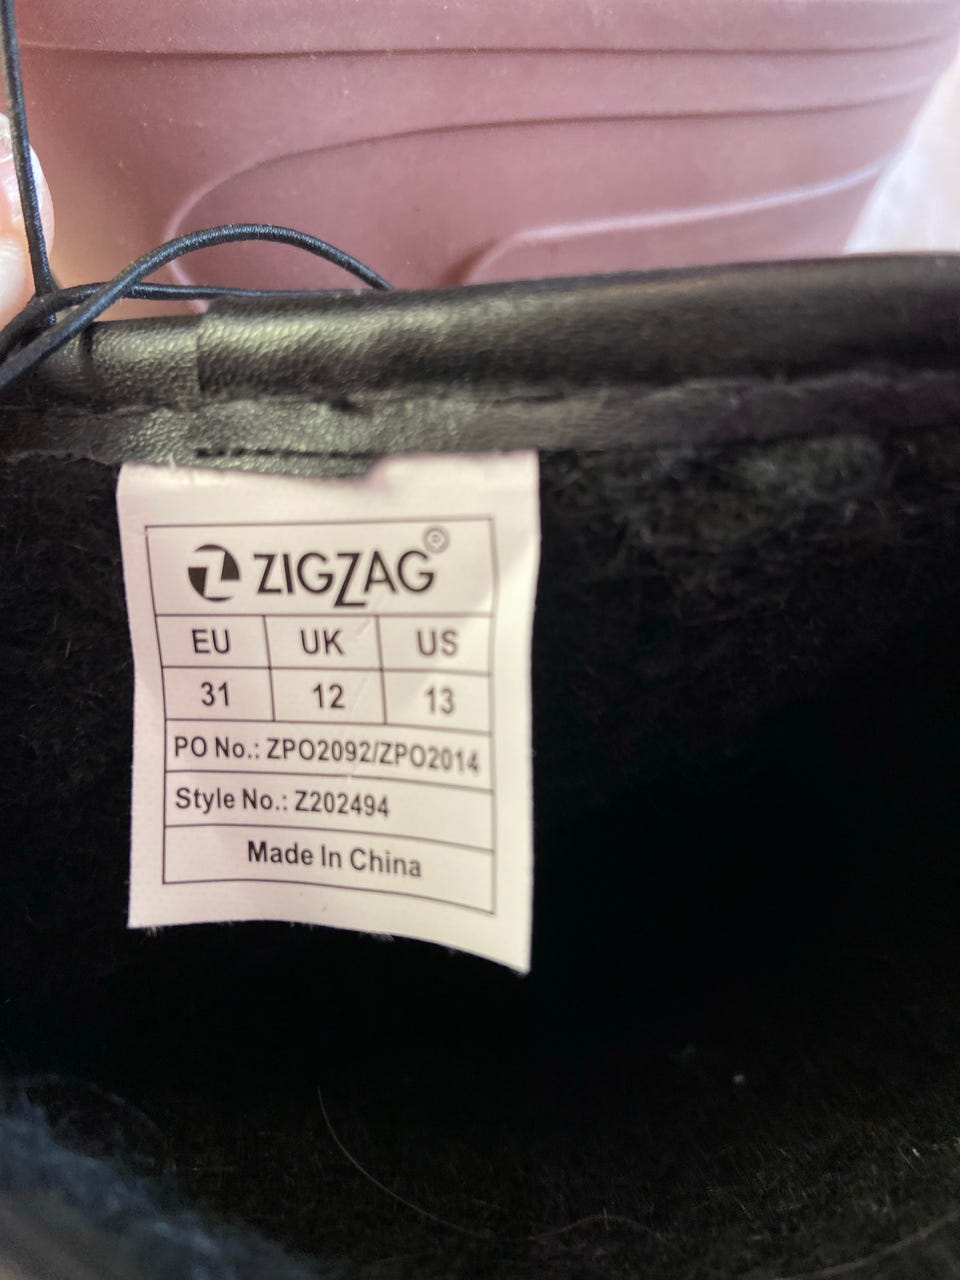 ZIGZAG®
EU UK US
31 12 13
PO No.: ZPO2092/ZPO2014
Style No.: Z202494
Made In China